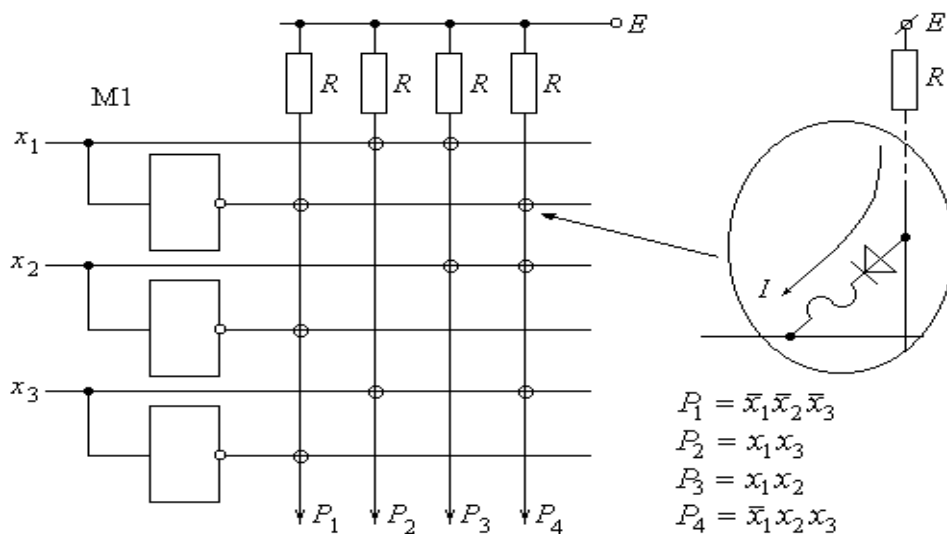 E
R R R R
M1
x₁
x₂
x₃
P₁ P₂ P₃ P₄
E
R
I
P₁ = x̄₁x̄₂x̄₃
P₂ = x₁x₃
P₃ = x₁x₂
P₄ = x̄₁x₂x₃